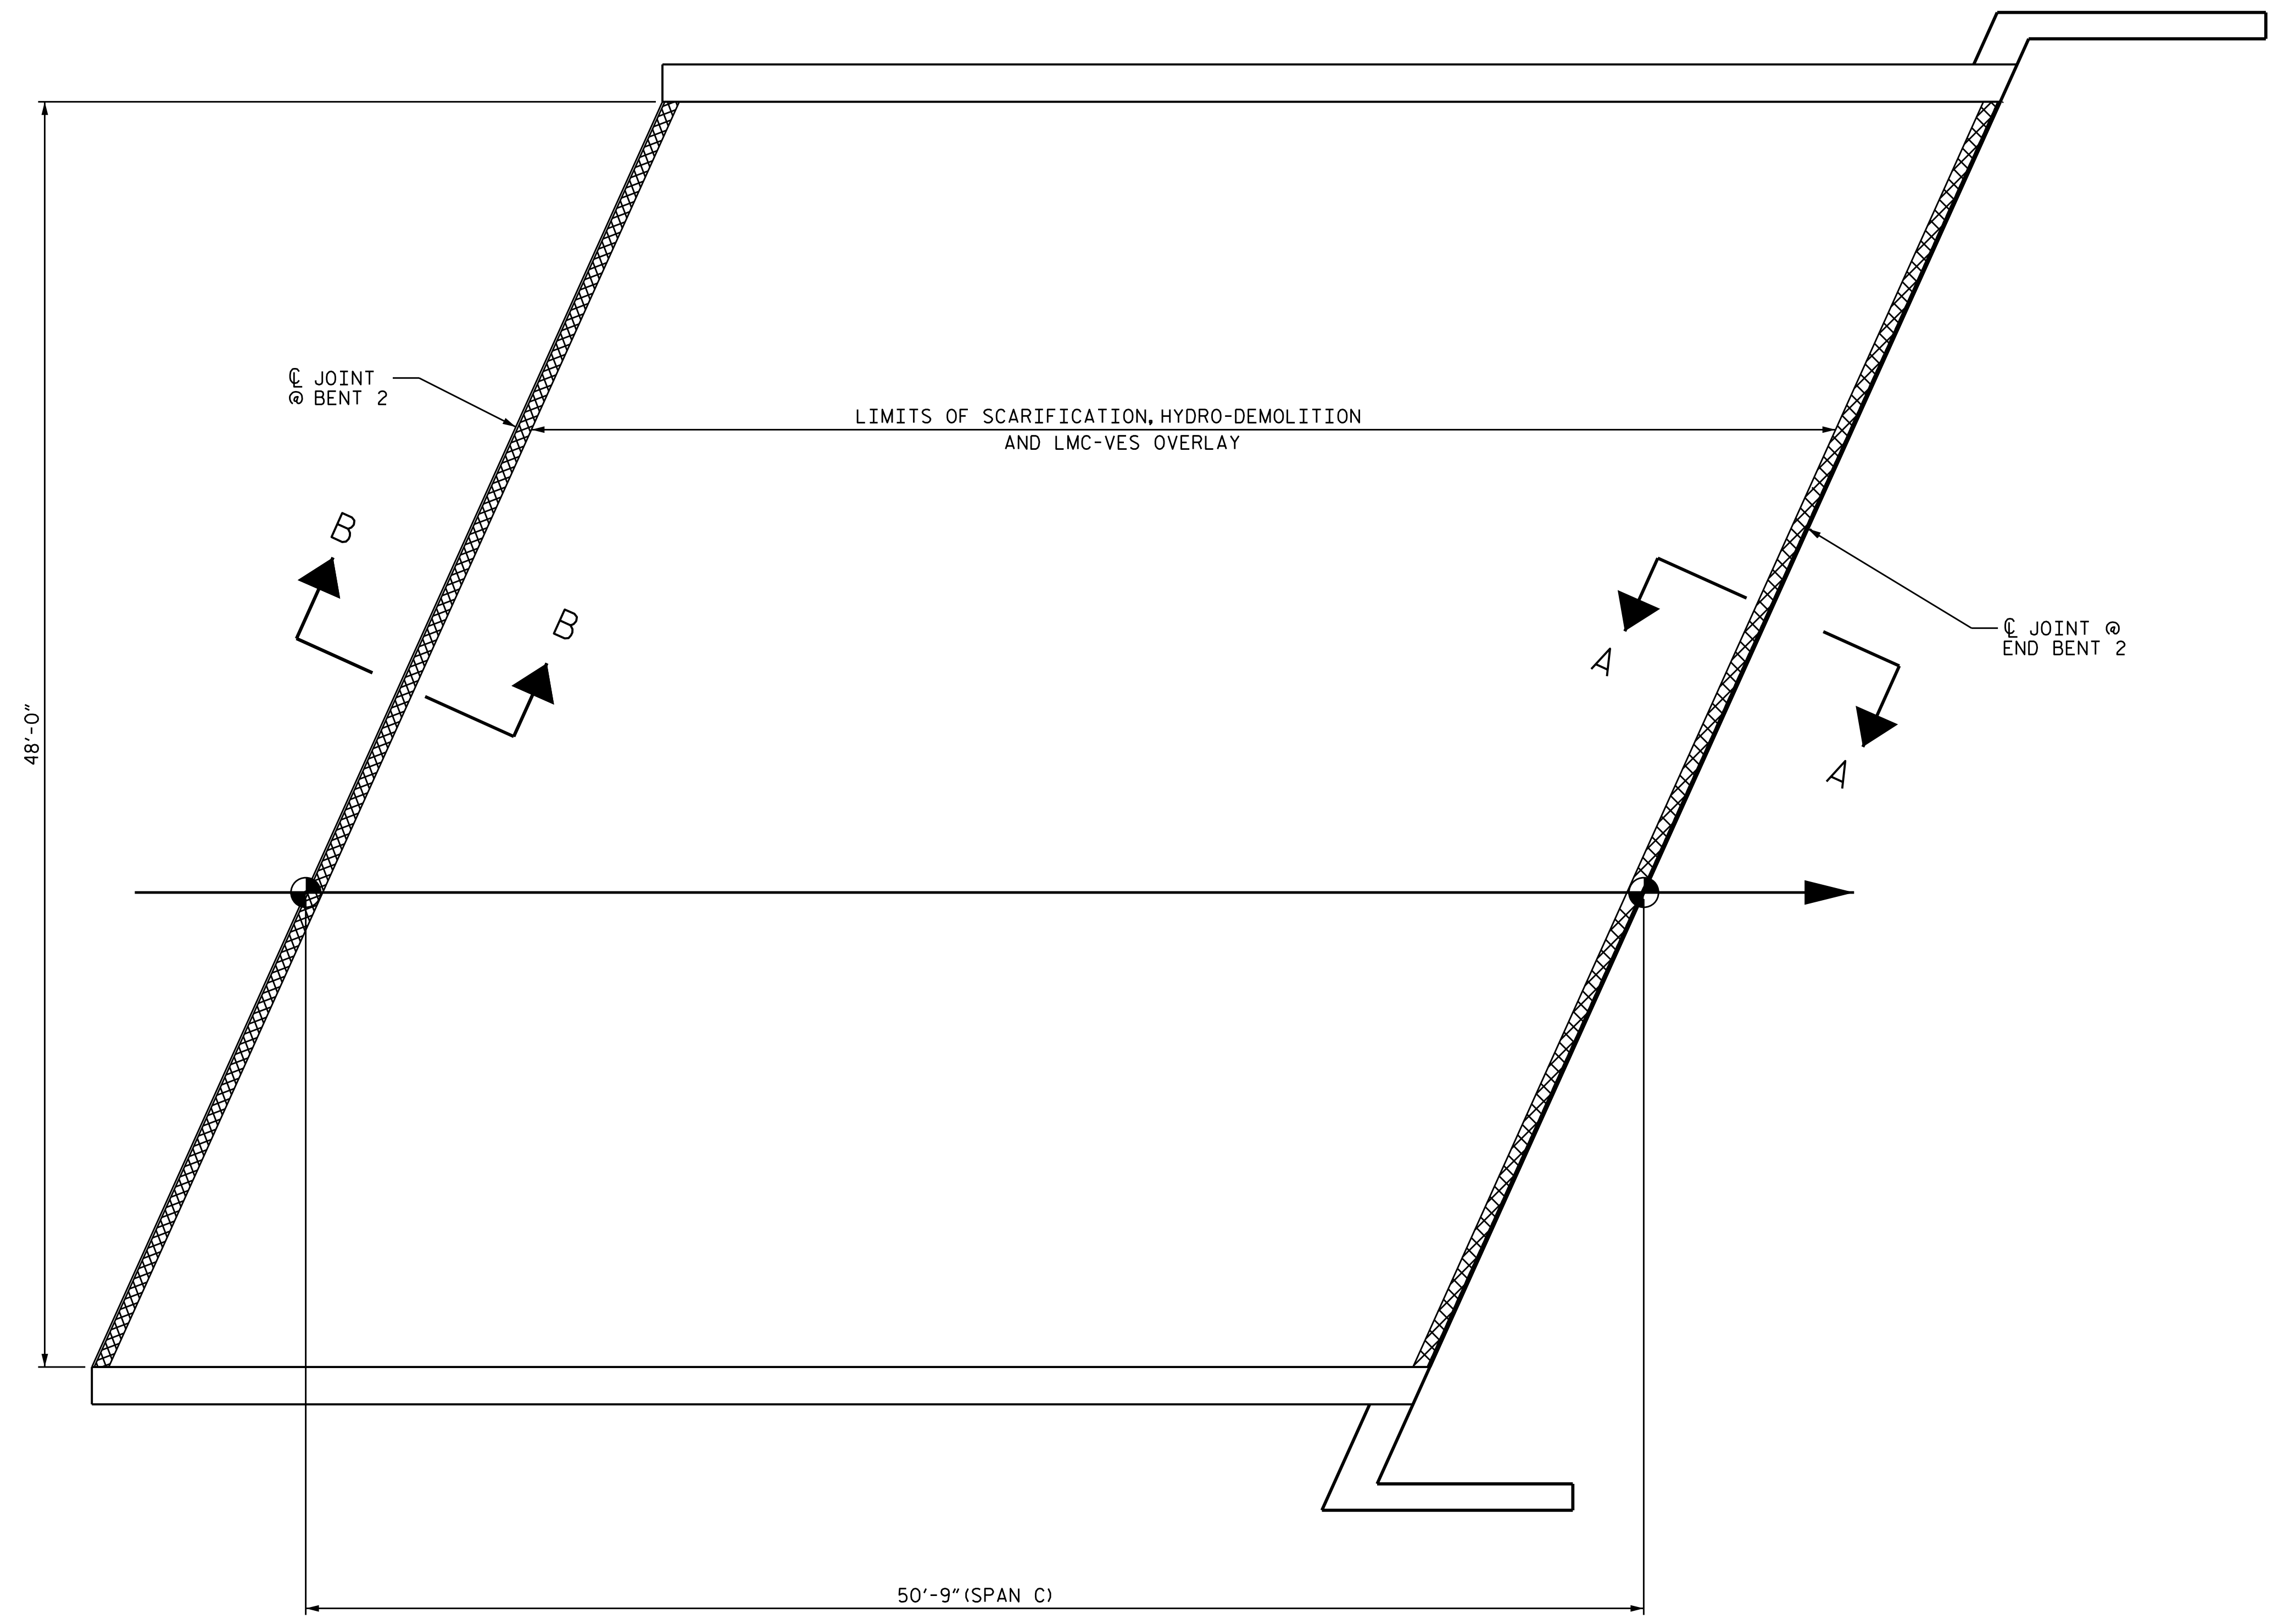 ℄ JOINT
@ BENT 2
LIMITS OF SCARIFICATION, HYDRO-DEMOLITION
AND LMC-VES OVERLAY
B
B
A
A
℄ JOINT @
END BENT 2
48'-0"
50'-9" (SPAN C)